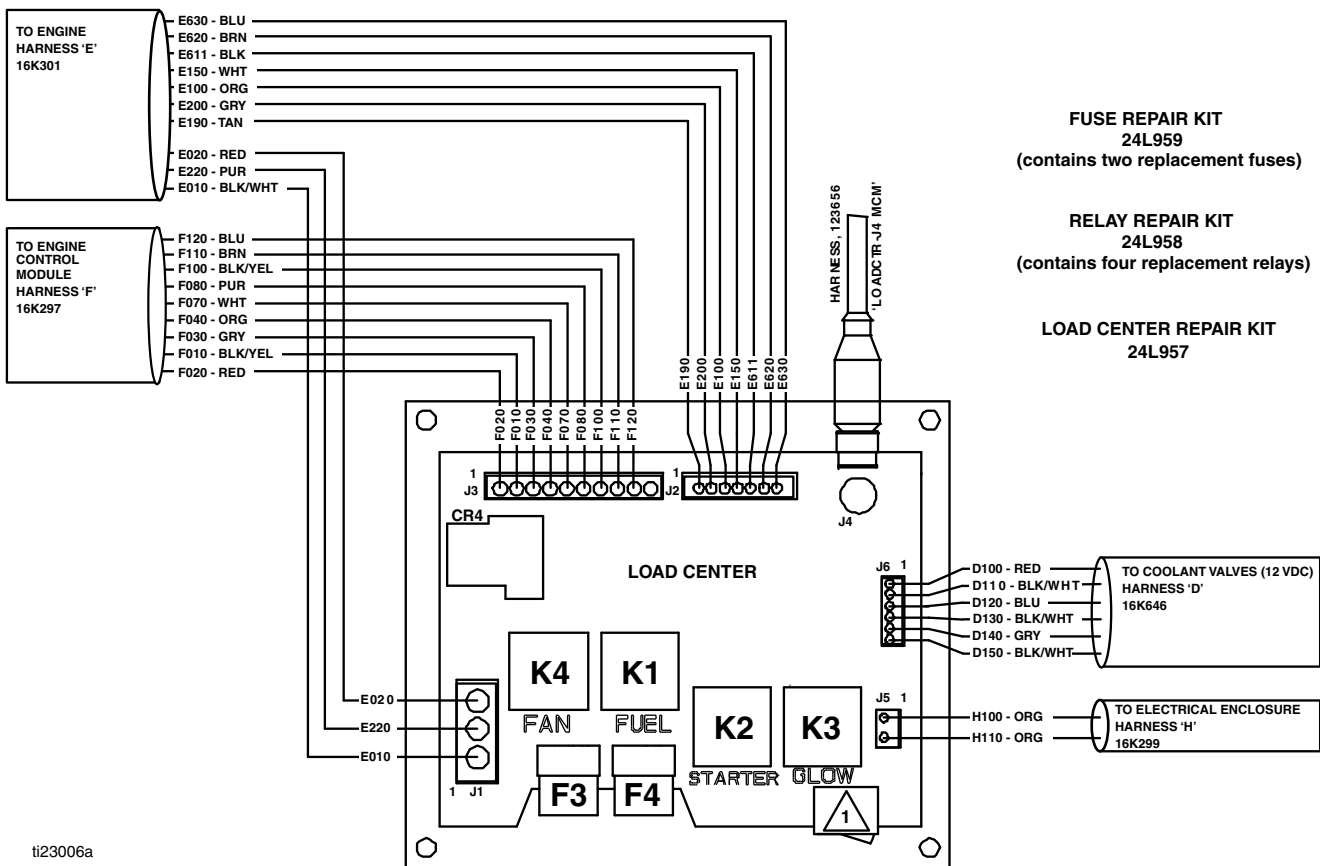 TO ENGINE
HARNESS ‘E’
16K301
E630 - BLU
E620 - BRN
E611 - BLK
E150 - WHT
E100 - ORG
E200 - GRY
E190 - TAN
E020 - RED
E220 - PUR
E010 - BLK/WHT
TO ENGINE
CONTROL
MODULE
HARNESS ‘F’
16K297
F120 - BLU
F110 - BRN
F100 - BLK/YEL
F080 - PUR
F070 - WHT
F040 - ORG
F030 - GRY
F010 - BLK/YEL
F020 - RED
FUSE REPAIR KIT
24L959
(contains two replacement fuses)
RELAY REPAIR KIT
24L958
(contains four replacement relays)
LOAD CENTER REPAIR KIT
24L957
HARNESS, 123656
'LOADCTR-J4 MCM'
F020
F010
F030
F040
F070
F080
F100
F110
F120
E190
E200
E100
E150
E611
E620
E630
1
J3
1
J2
J4
CR4
LOAD CENTER
J6 1
D100 - RED
D110 - BLK/WHT
D120 - BLU
D130 - BLK/WHT
D140 - GRY
D150 - BLK/WHT
TO COOLANT VALVES (12 VDC)
HARNESS ‘D’
16K646
K4
FAN
K1
FUEL
K2
STARTER
K3
GLOW
J5 1
H100 - ORG
H110 - ORG
TO ELECTRICAL ENCLOSURE
HARNESS ‘H’
16K299
E020
E220
E010
1 J1
F3
F4
1
ti23006a